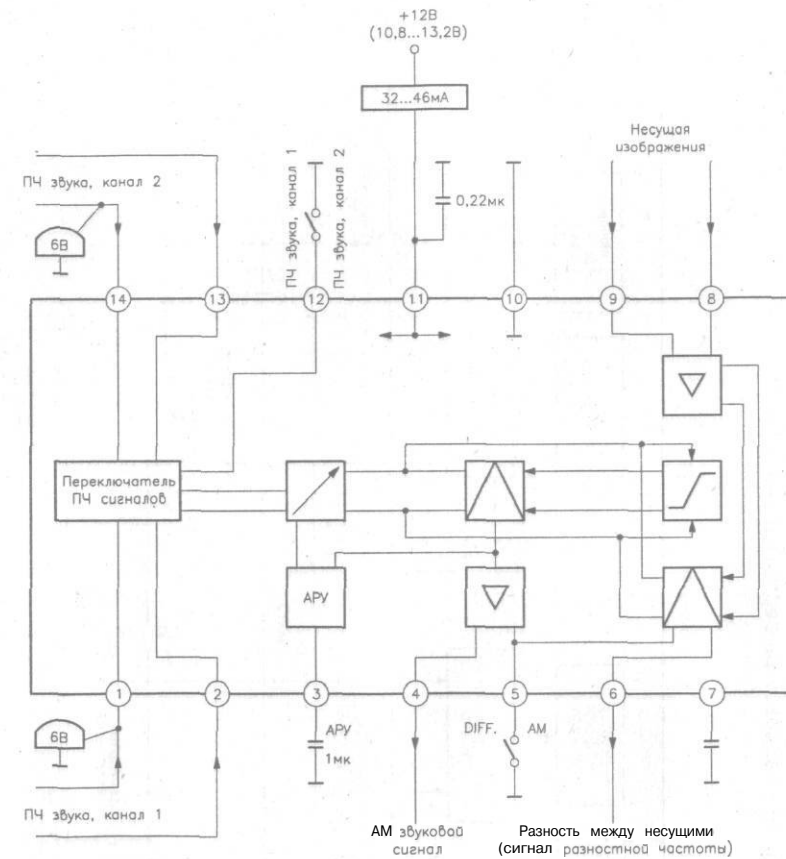 +12В
(10,8...13,2В)
32...46мА
Несущая
изображения
ПЧ звука, канал 2
ПЧ звука, канал 1
ПЧ звука, канал 2
0,22мк
6В
14
13
12
11
10
9
8
Переключатель
ПЧ сигналов
АРУ
1
2
3
4
5
6
7
6В
АРУ
1мк
DIFF.
АМ
ПЧ звука, канал 1
АМ звуковой
сигнал
Разность между несущими
(сигнал разностной частоты)